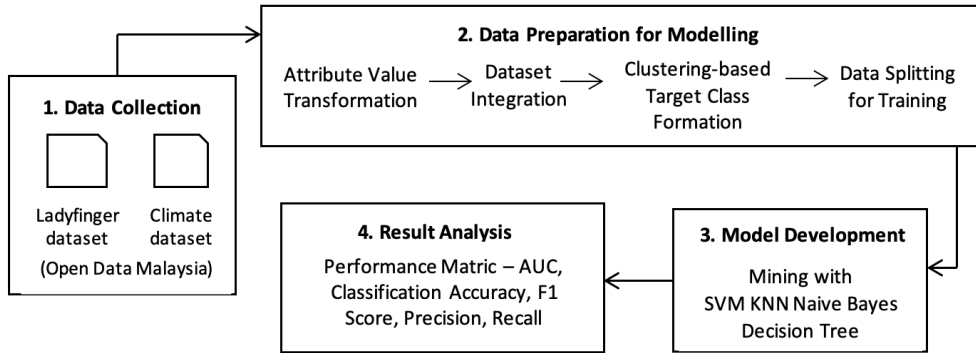 1. Data Collection
Ladyfinger
dataset
Climate
dataset
(Open Data Malaysia)
2. Data Preparation for Modelling
Attribute Value
Transformation
Dataset
Integration
Clustering-based
Target Class
Formation
Data Splitting
for Training
3. Model Development
Mining with
SVM KNN Naive Bayes
Decision Tree
4. Result Analysis
Performance Matric – AUC,
Classification Accuracy, F1
Score, Precision, Recall